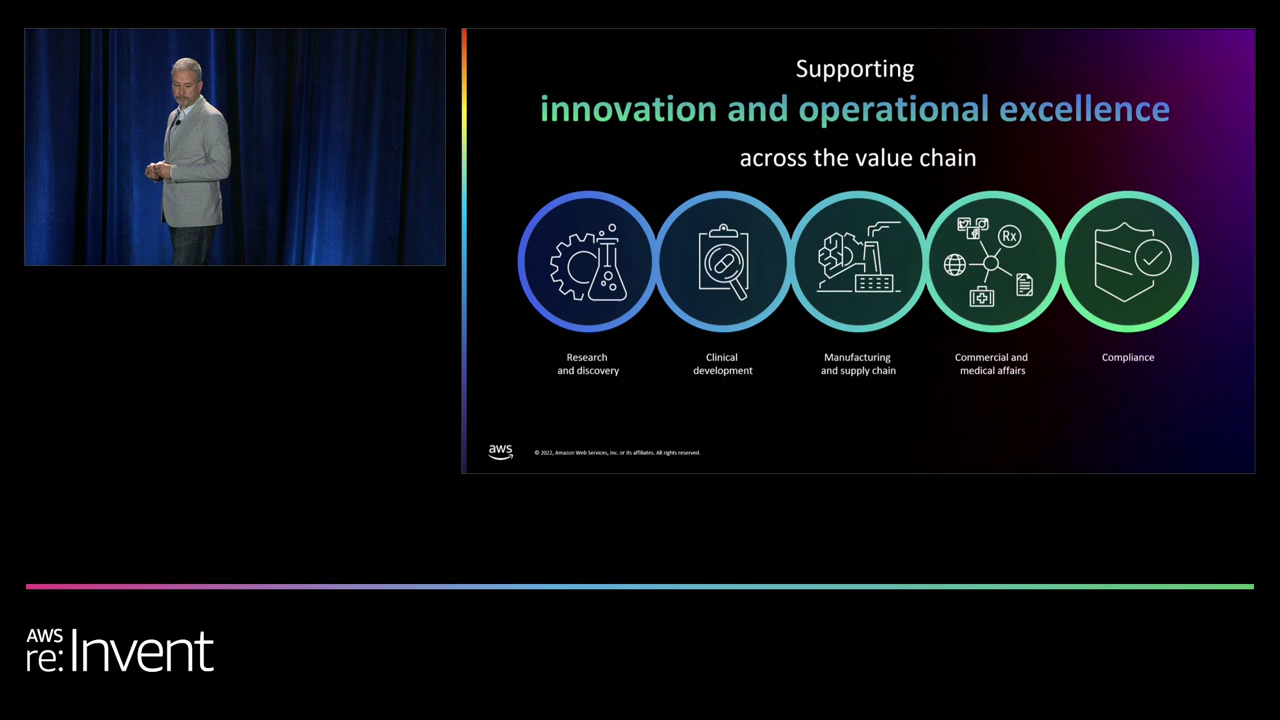 Supporting
innovation and operational excellence
across the value chain
Rx
Research
and discovery
Clinical
development
Manufacturing
and supply chain
Commercial and
medical affairs
Compliance
aws
© 2022, Amazon Web Services, Inc. or its affiliates. All rights reserved.
AWS
re:Invent